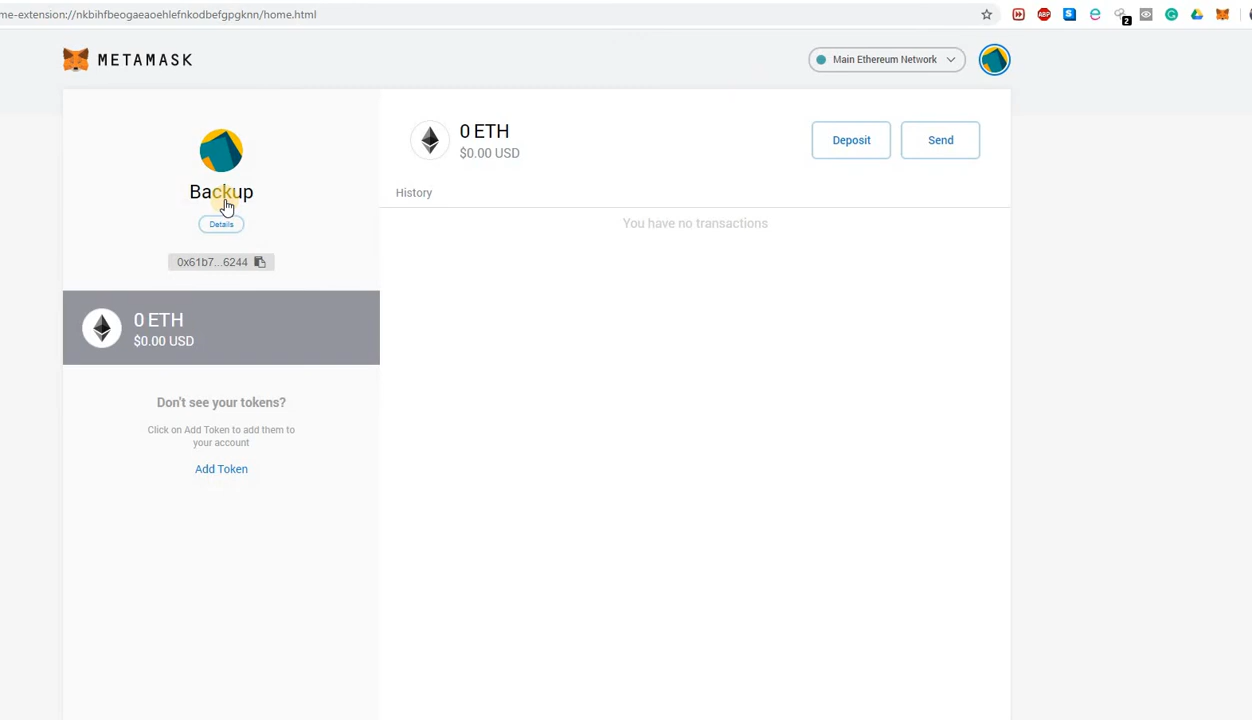 me-extension://nkbihfbeogaeaoehlefnkodbefgpgknn/home.html
ABP
S
2
METAMASK
Main Ethereum Network
Backup
Details
0x61b7...6244
0 ETH
$0.00 USD
Don't see your tokens?
Click on Add Token to add them to
your account
Add Token
0 ETH
$0.00 USD
Deposit
Send
History
You have no transactions